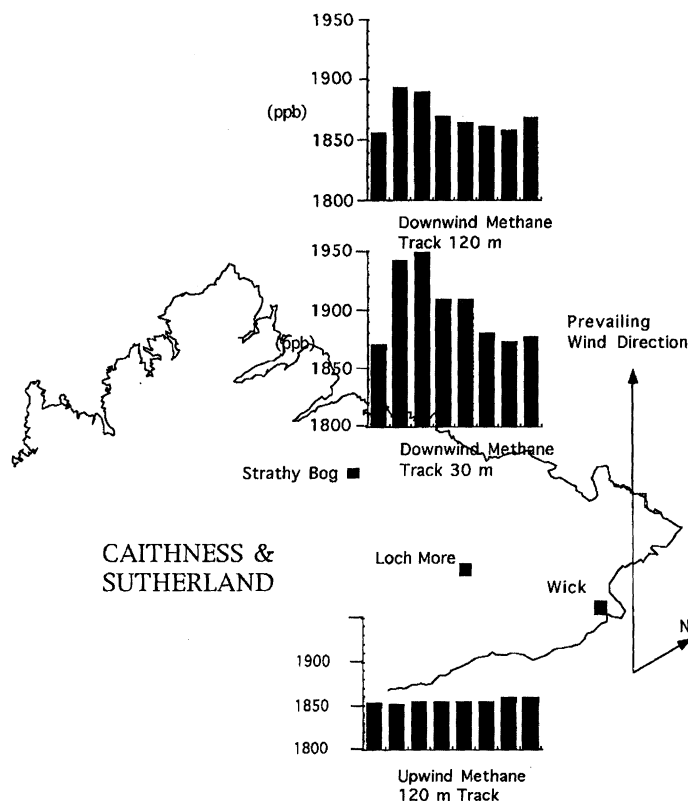 1950
1900
(ppb)
1850
1800
Downwind Methane
Track 120 m
1950
1900
(ppb)
1850
1800
Prevailing
Wind Direction
Downwind Methane
Track 30 m
Strathy Bog
CAITHNESS &
SUTHERLAND
Loch More
Wick
N
1900
1850
1800
Upwind Methane
120 m Track